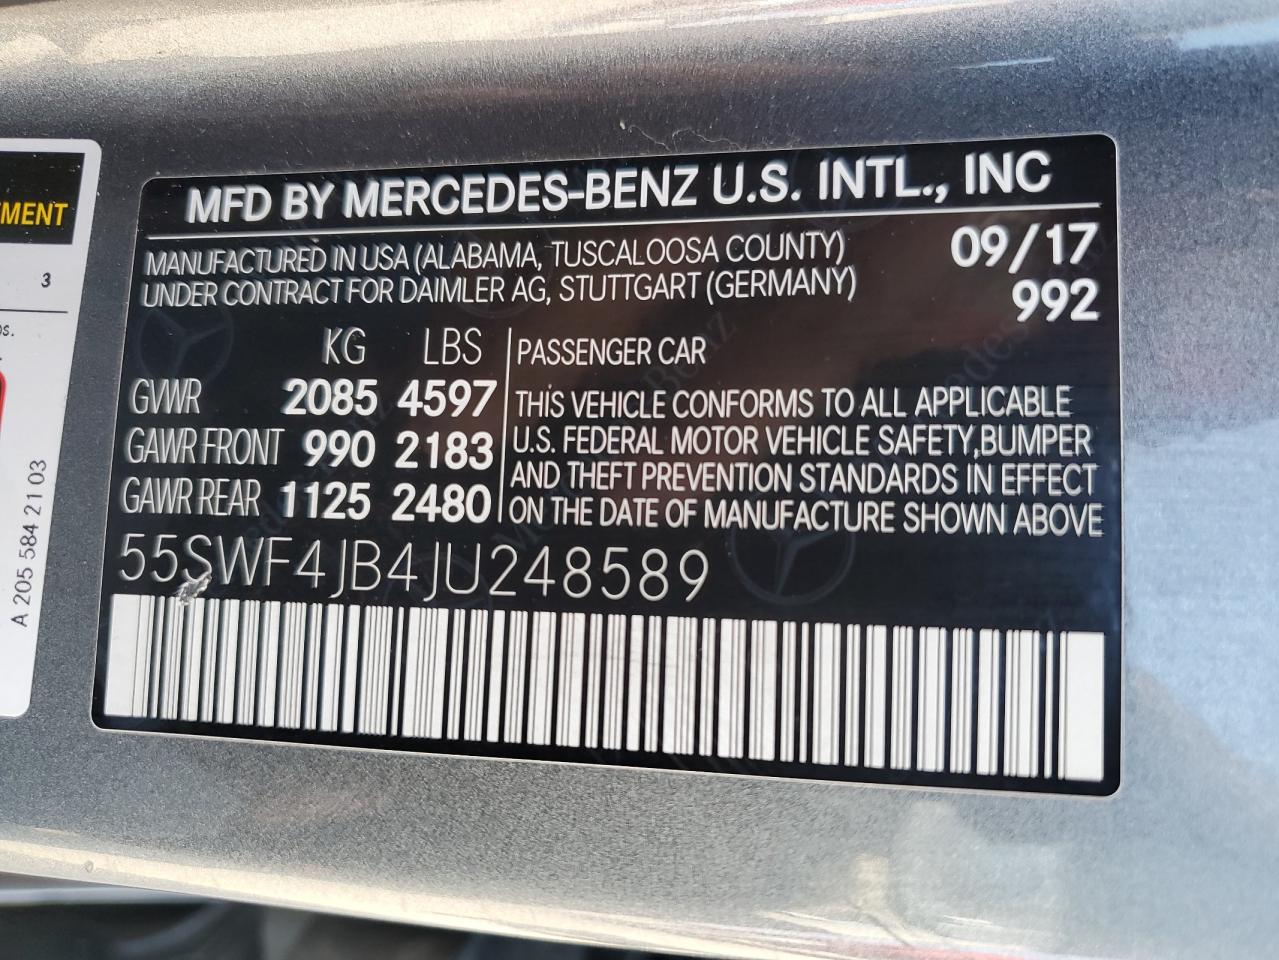 MENT
3
A 205 584 21 03
MFD BY MERCEDES-BENZ U.S. INTL., INC
MANUFACTURED IN USA (ALABAMA, TUSCALOOSA COUNTY) 09/17
UNDER CONTRACT FOR DAIMLER AG, STUTTGART (GERMANY) 992
KG LBS
GVWR 2085 4597
GAWR FRONT 990 2183
GAWR REAR 1125 2480
PASSENGER CAR
THIS VEHICLE CONFORMS TO ALL APPLICABLE
U.S. FEDERAL MOTOR VEHICLE SAFETY,BUMPER
AND THEFT PREVENTION STANDARDS IN EFFECT
ON THE DATE OF MANUFACTURE SHOWN ABOVE
55SWF4JB4JU248589